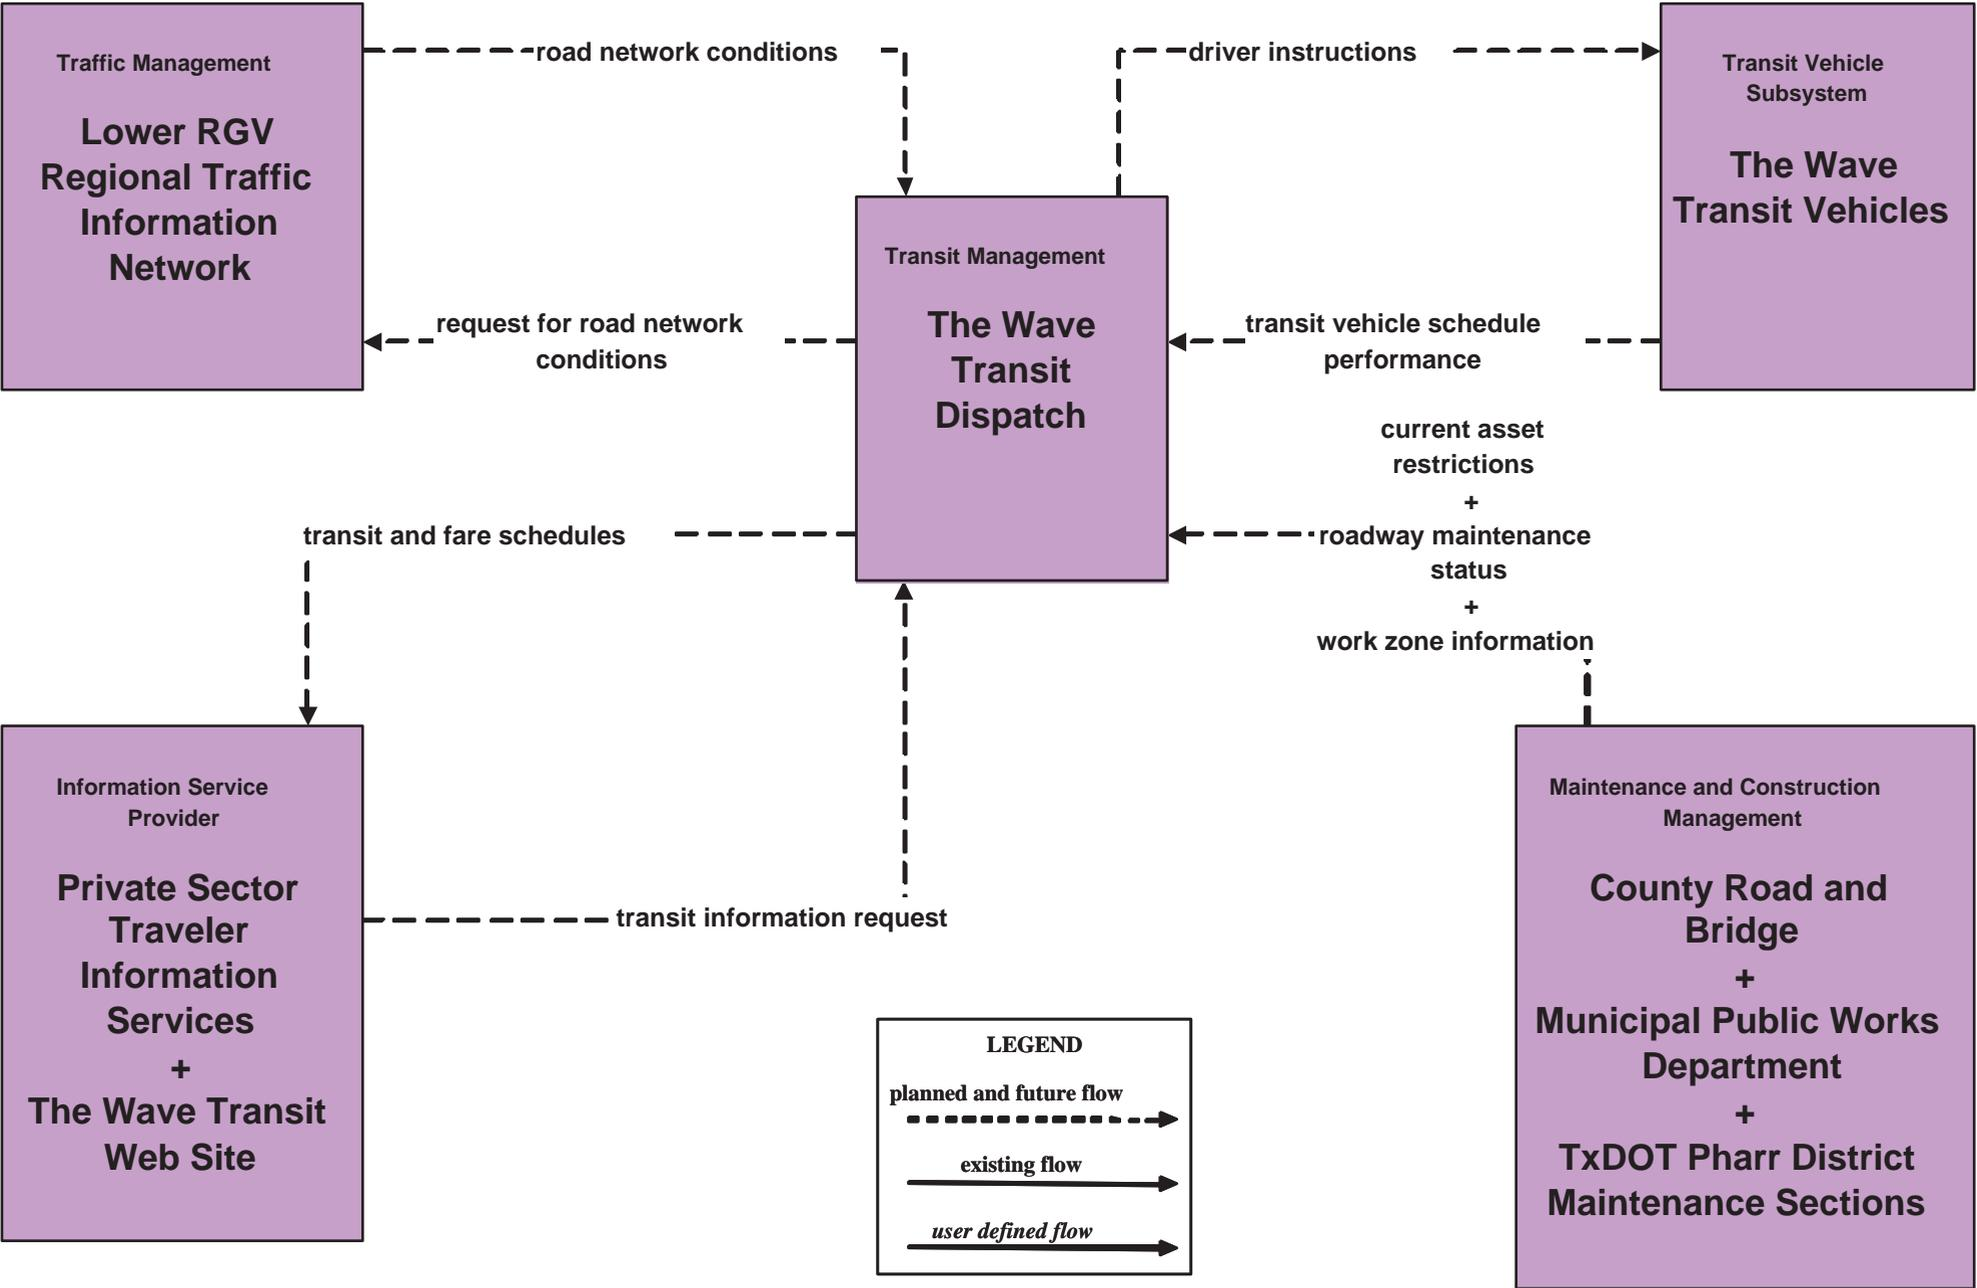 Traffic Management
Lower RGV
Regional Traffic
Information
Network
road network conditions
driver instructions
Transit Vehicle
Subsystem
The Wave
Transit Vehicles
Transit Management
The Wave
Transit
Dispatch
request for road network
conditions
transit vehicle schedule
performance
current asset
restrictions
+
roadway maintenance
status
+
work zone information
transit and fare schedules
Information Service
Provider
Private Sector
Traveler
Information
Services
+
The Wave Transit
Web Site
transit information request
Maintenance and Construction
Management
County Road and
Bridge
+
Municipal Public Works
Department
+
TxDOT Pharr District
Maintenance Sections
LEGEND
planned and future flow
existing flow
user defined flow